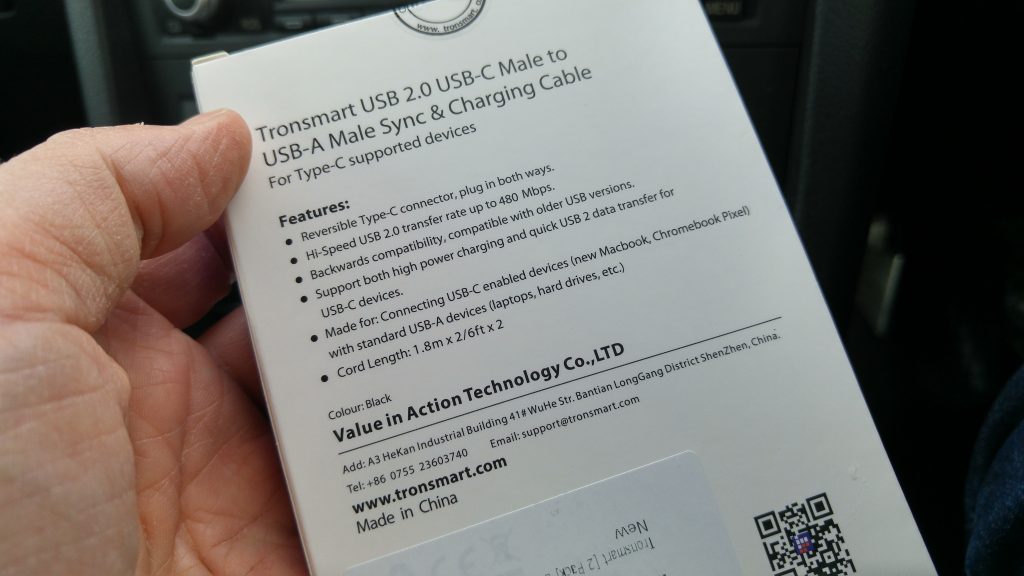 www. tronsmart.
MENU
Tronsmart USB 2.0 USB-C Male to
USB-A Male Sync & Charging Cable
For Type-C supported devices
Features:
● Reversible Type-C connector, plug in both ways.
● Hi-Speed USB 2.0 transfer rate up to 480 Mbps.
● Backwards compatibility, compatible with older USB versions.
● Support both high power charging and quick USB 2 data transfer for
USB-C devices.
● Made for: Connecting USB-C enabled devices (new Macbook, Chromebook Pixel)
with standard USB-A devices (laptops, hard drives, etc.)
● Cord Length: 1.8m x 2/6ft x 2
Colour: Black
Value in Action Technology Co.,LTD
Add: A3 HeKan Industrial Building 41# WuHe Str. Bantian LongGang District ShenZhen, China.
Tel: +86 0755 23603740 Email: support@tronsmart.com
www.tronsmart.com
Made in China
New
Tronsmart [2 Pack]